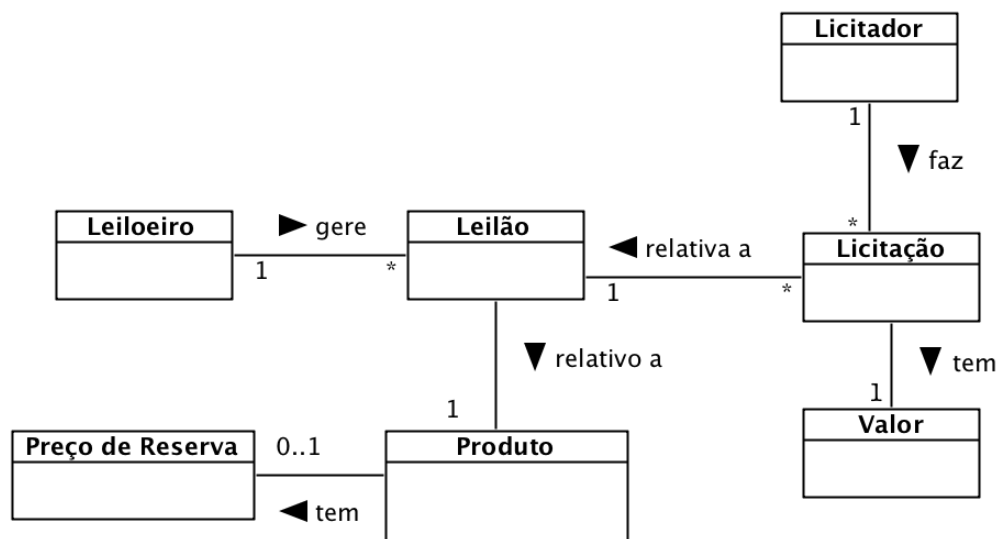 Licitador
1
faz
*
Leiloeiro
gere
1
*
Leilão
relativa a
1
*
Licitação
relativo a
1
tem
1
Valor
Preço de Reserva
0..1
tem
Produto